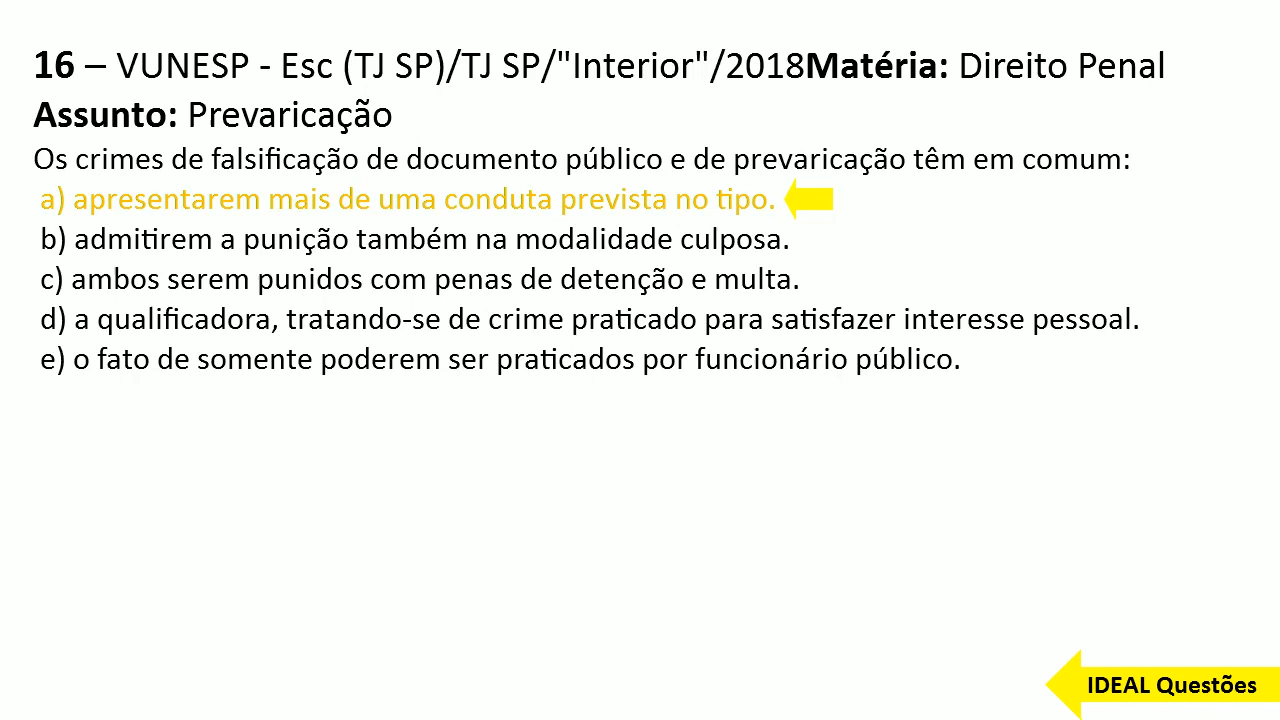 16 – VUNESP - Esc (TJ SP)/TJ SP/"Interior"/2018Matéria: Direito Penal
Assunto: Prevaricação
Os crimes de falsificação de documento público e de prevaricação têm em comum:
a) apresentarem mais de uma conduta prevista no tipo.
b) admitirem a punição também na modalidade culposa.
c) ambos serem punidos com penas de detenção e multa.
d) a qualificadora, tratando-se de crime praticado para satisfazer interesse pessoal.
e) o fato de somente poderem ser praticados por funcionário público.
IDEAL Questões